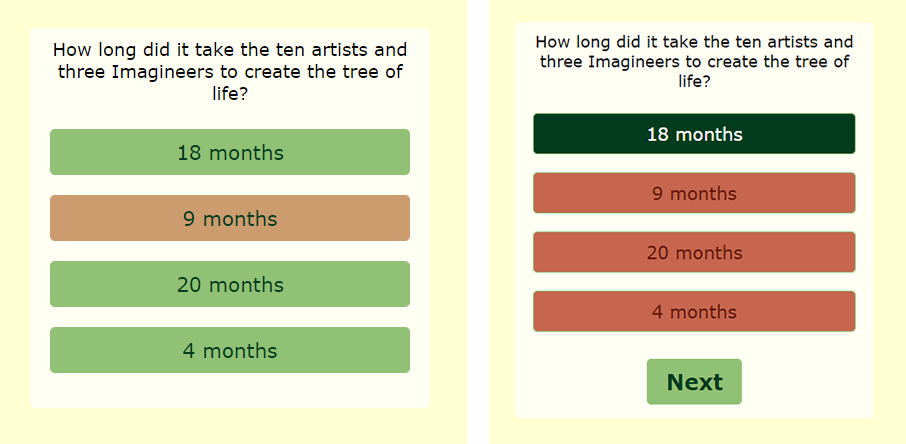 How long did it take the ten artists and
three Imagineers to create the tree of
life?
18 months
9 months
20 months
4 months
How long did it take the ten artists and
three Imagineers to create the tree of
life?
18 months
9 months
20 months
4 months
Next